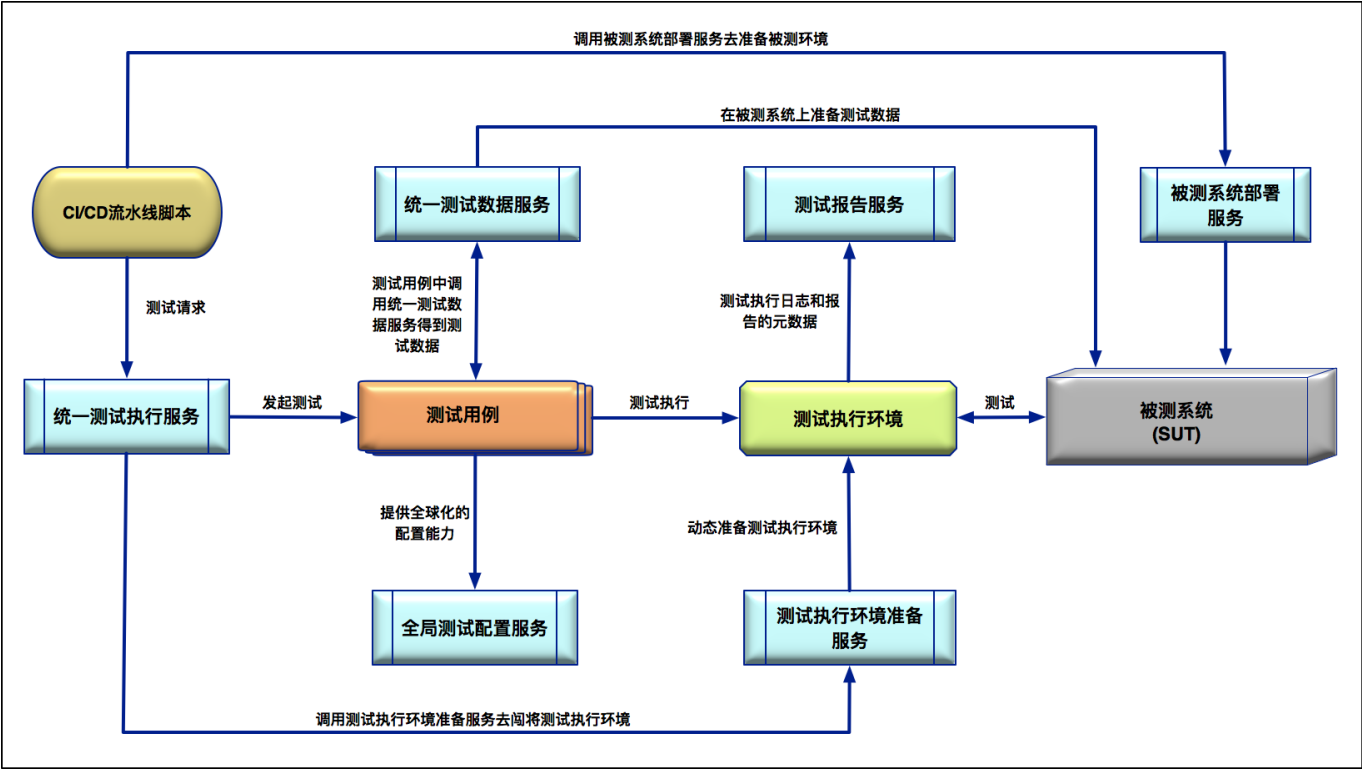 调用被测系统部署服务去准备被测环境
在被测系统上准备测试数据
CI/CD流水线脚本
统一测试数据服务
测试报告服务
被测系统部署
服务
测试请求
测试用例中调
用统一测试数
据服务得到测
试数据
测试执行日志和报
告的元数据
统一测试执行服务
发起测试
测试用例
测试执行
测试执行环境
测试
被测系统
(SUT)
提供全球化的
配置能力
动态准备测试执行环境
全局测试配置服务
测试执行环境准备
服务
调用测试执行环境准备服务去闯将测试执行环境